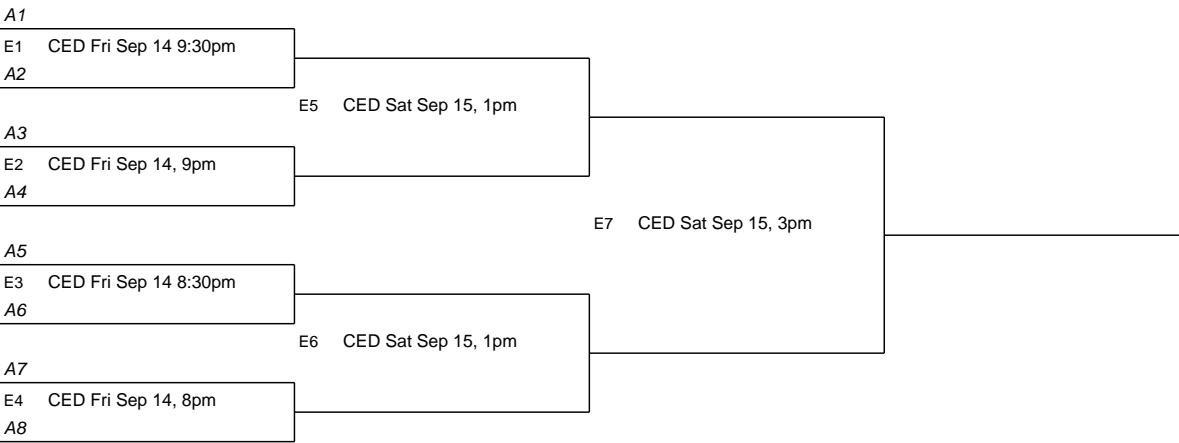 A1
E1 CED Fri Sep 14 9:30pm
A2
E5 CED Sat Sep 15, 1pm
A3
E2 CED Fri Sep 14, 9pm
A4
E7 CED Sat Sep 15, 3pm
A5
E3 CED Fri Sep 14 8:30pm
A6
E6 CED Sat Sep 15, 1pm
A7
E4 CED Fri Sep 14, 8pm
A8